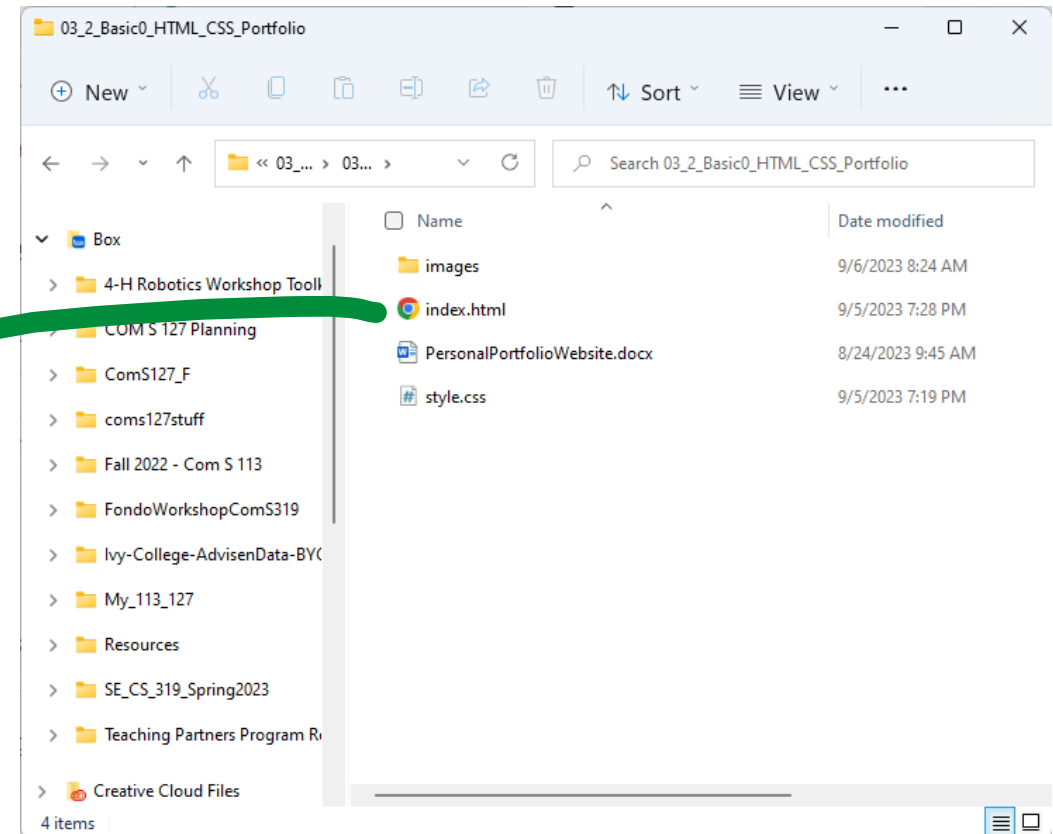 03_2_Basic0_HTML_CSS_Portfolio
New Sort View ...
« 03_... > 03... > Search 03_2_Basic0_HTML_CSS_Portfolio
Name Date modified
Box
4-H Robotics Workshop Toolk
COM S 127 Planning
ComS127_F
coms127stuff
Fall 2022 - Com S 113
FondoWorkshopComS319
Ivy-College-AdvisenData-BYO
My_113_127
Resources
SE_CS_319_Spring2023
Teaching Partners Program Re
Creative Cloud Files
images 9/6/2023 8:24 AM
index.html 9/5/2023 7:28 PM
PersonalPortfolioWebsite.docx 8/24/2023 9:45 AM
style.css 9/5/2023 7:19 PM
4 items